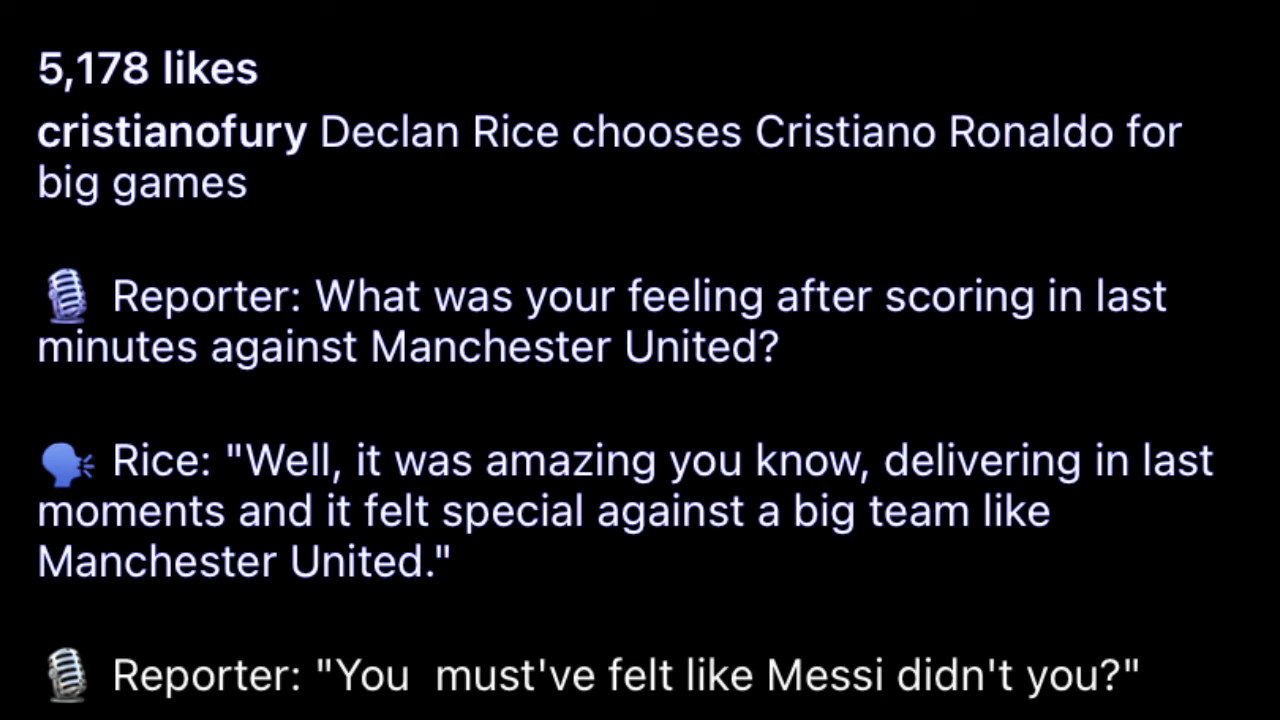 5,178 likes
cristianofury Declan Rice chooses Cristiano Ronaldo for
big games
🎙 Reporter: What was your feeling after scoring in last
minutes against Manchester United?
🗣 Rice: "Well, it was amazing you know, delivering in last
moments and it felt special against a big team like
Manchester United."
🎙 Reporter: "You  must've felt like Messi didn't you?"